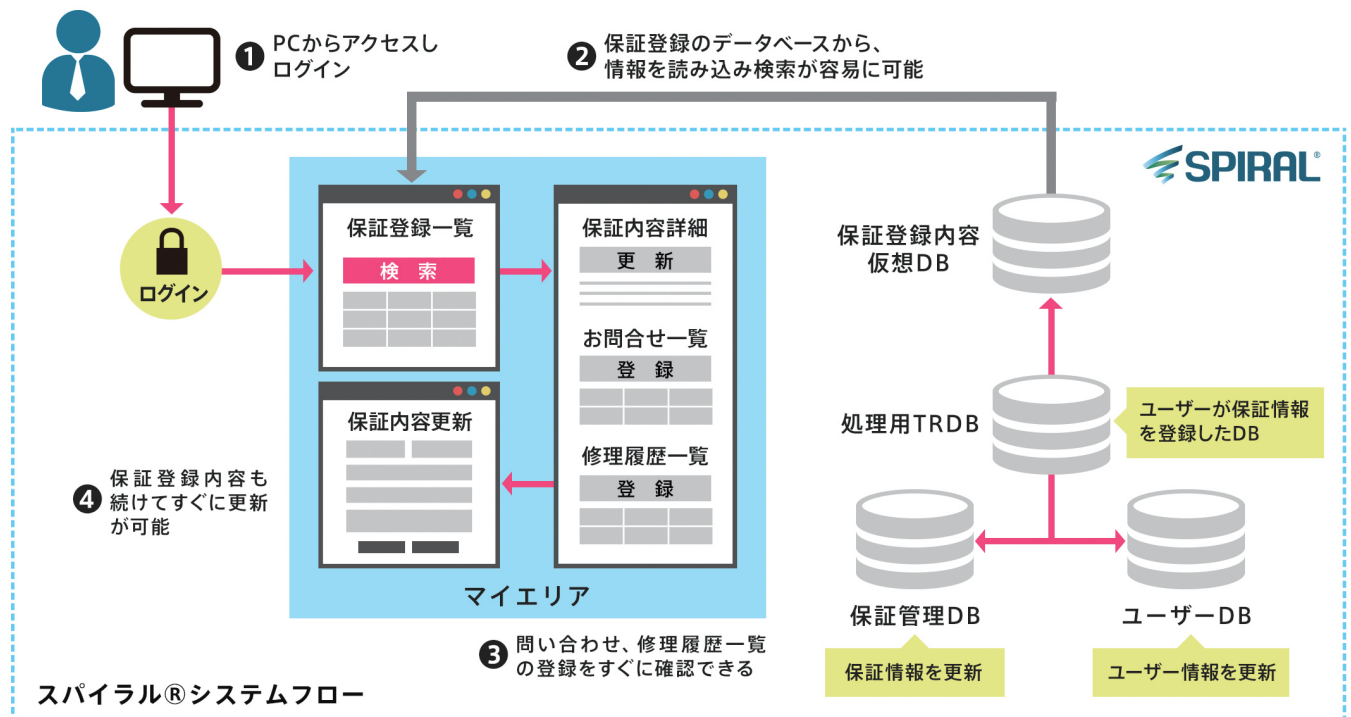 ❶ PCからアクセスし
ログイン
❷ 保証登録のデータベースから、
情報を読み込み検索が容易に可能
SPIRAL®
ログイン
保証登録一覧
検 索
保証内容詳細
更 新
お問合せ一覧
登 録
修理履歴一覧
登 録
保証内容更新
マイエリア
❸ 問い合わせ、修理履歴一覧
の登録をすぐに確認できる
❹ 保証登録内容も
続けてすぐに更新
が可能
保証登録内容
仮想DB
処理用TRDB
ユーザーが保証情報
を登録したDB
保証管理DB
保証情報を更新
ユーザーDB
ユーザー情報を更新
スパイラル®システムフロー